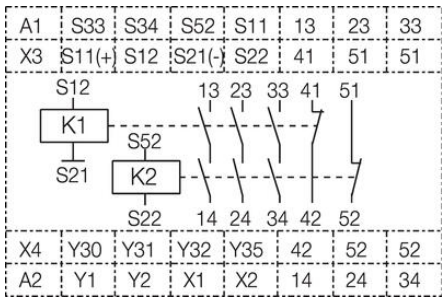 A1 S33 S34 S52 S11 13 23 33
X3 S11(+) S12 S21(-) S22 41 51 51
S12 13 23 33 41 51
K1
S52
S21 K2
S22 14 24 34 42 52
X4 Y30 Y31 Y32 Y35 42 52 52
A2 Y1 Y2 X1 X2 14 24 34